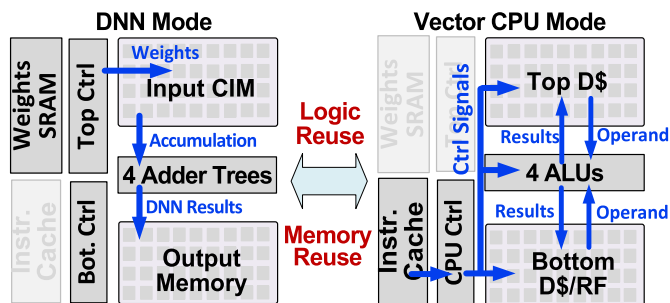 DNN Mode
Weights
SRAM
Top Ctrl
Weights
Input CIM
Accumulation
4 Adder Trees
DNN Results
Instr.
Cache
Bot. Ctrl
Output
Memory
Logic
Reuse
Memory
Reuse
Vector CPU Mode
Weights
SRAM
Top Ctrl
Ctrl Signals
Top D$
Results
Operand
4 ALUs
Results
Operand
Instr.
Cache
CPU Ctrl
Bottom
D$/RF